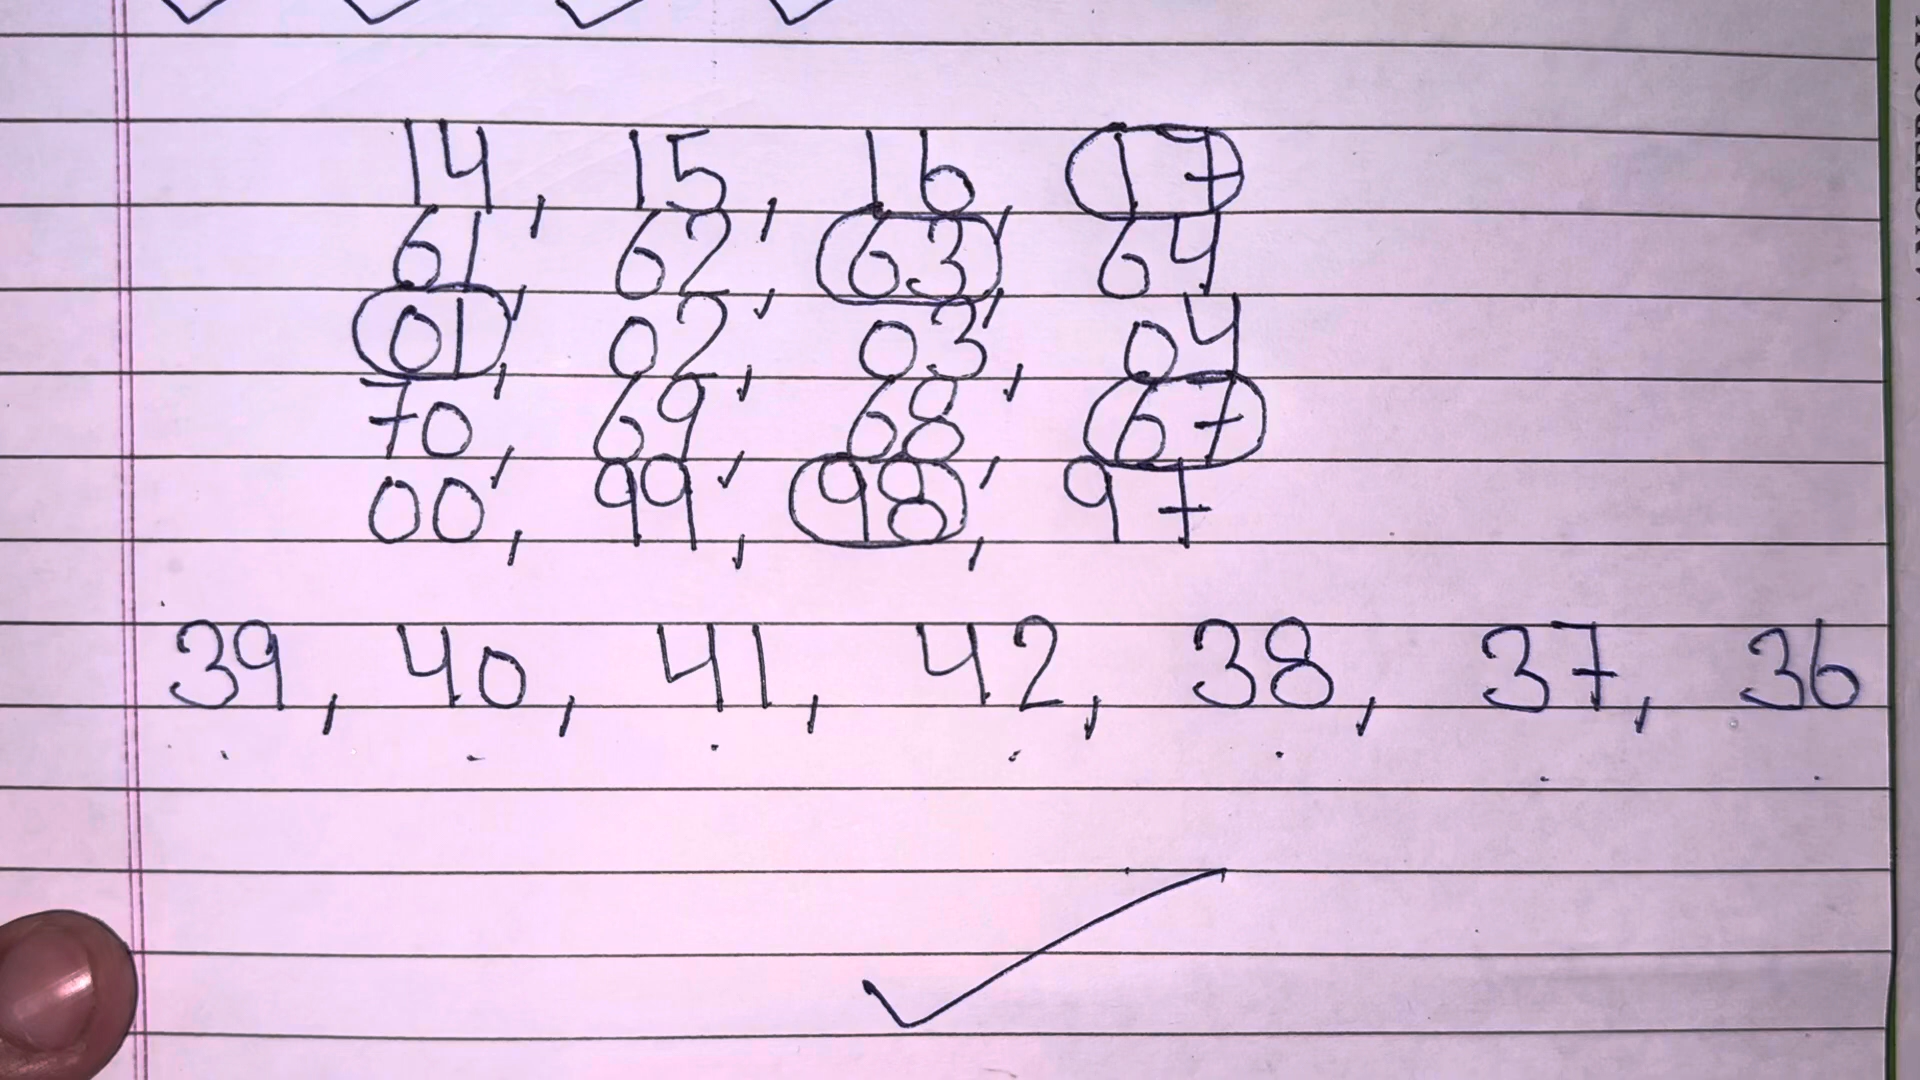 14, 15, 16, 17
61, 62, 63, 64
01, 02, 03, 04
70, 69, 68, 67
00, 99, 98, 97
39, 40, 41, 42, 38, 37, 36